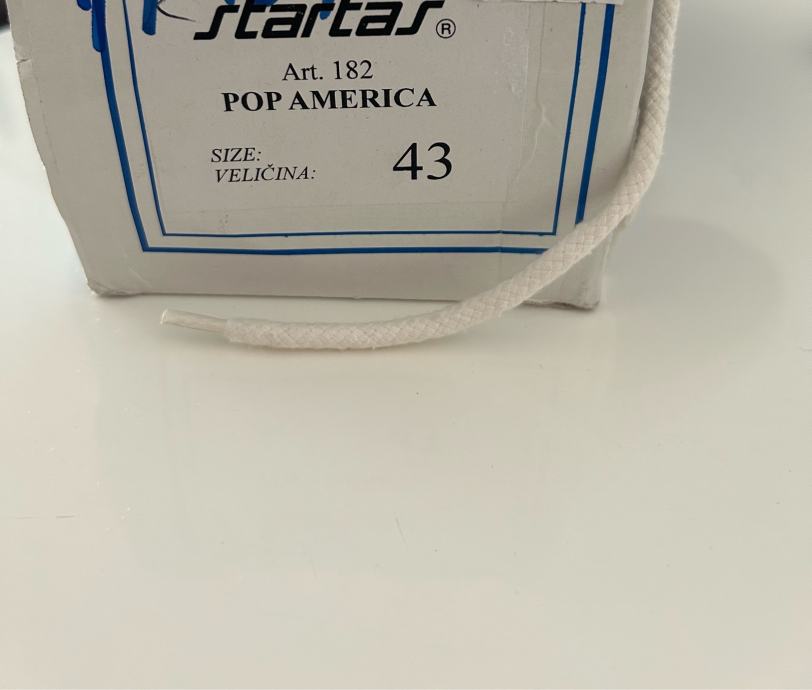 startas®
Art. 182
POP AMERICA
SIZE:
VELIČINA:
43